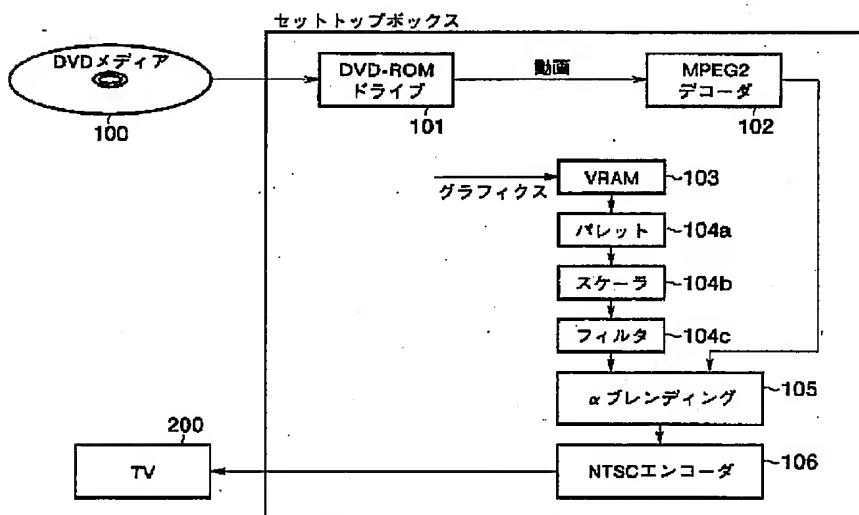 セットトップボックス
DVDメディア
100
DVD-ROM
ドライブ
101
動画
MPEG2
デコーダ
102
グラフィクス
VRAM
103
パレット
104a
スケーラ
104b
フィルタ
104c
αブレンディング
105
200
TV
NTSCエンコーダ
106